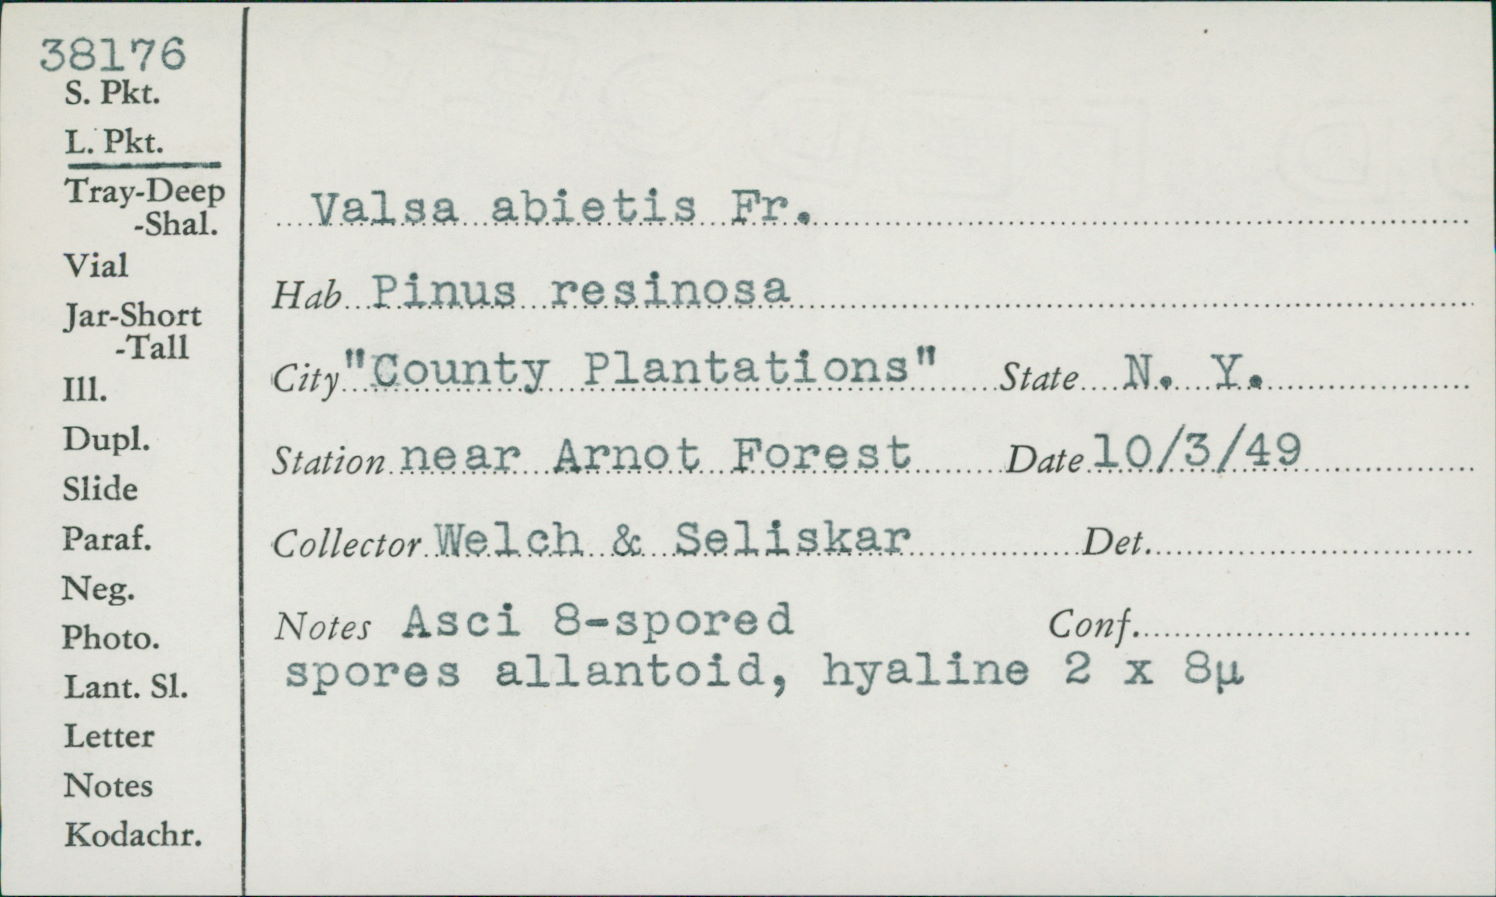 38176
S. Pkt.
L. Pkt.
Tray-Deep
-Shal.
Vial
Jar-Short
-Tall
Ill.
Dupl.
Slide
Paraf.
Neg.
Photo.
Lant. Sl.
Letter
Notes
Kodachr.
Valsa abietis Fr.
Hab Pinus resinosa
City "County Plantations" State N. Y.
Station near Arnot Forest Date 10/3/49
Collector Welch & Seliskar Det.
Notes Asci 8-spored Conf.
spores allantoid, hyaline 2 x 8µ